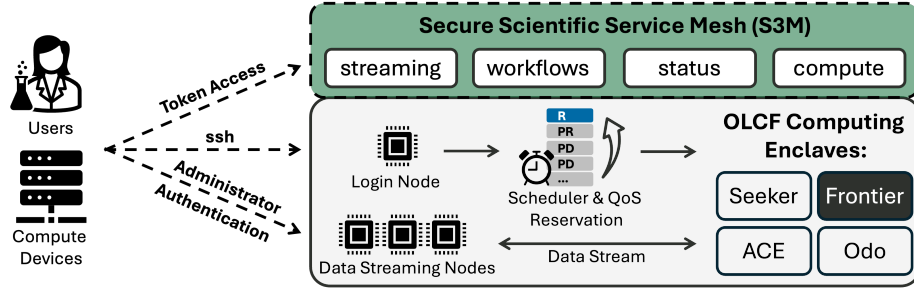 Secure Scientific Service Mesh (S3M)
streaming
workflows
status
compute
Users
Compute
Devices
Token Access
ssh
Administrator
Authentication
Login Node
R
PR
PD
PD
...
Scheduler & QoS
Reservation
Data Streaming Nodes
Data Stream
OLCF Computing
Enclaves:
Seeker
Frontier
ACE
Odo